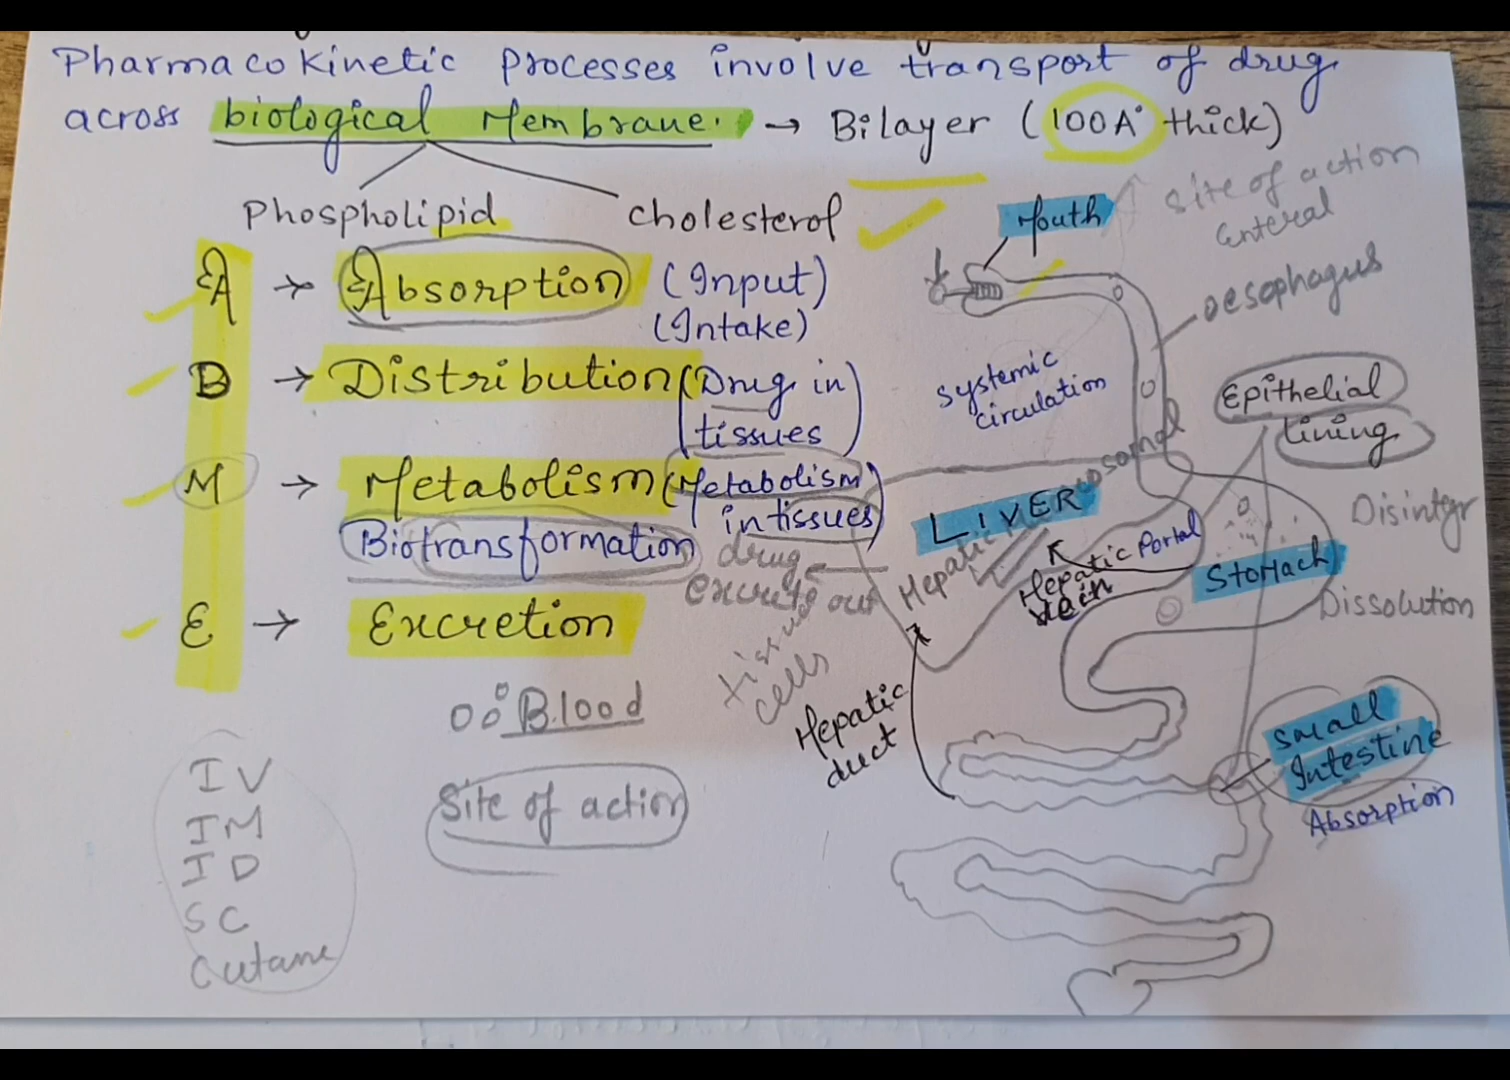 Pharmacokinetic processes involve transport of drug
across biological Membrane. → Bilayer (100A° thick)
Phospholipid
cholesterol
A → Absorption (Input)
(Intake)
D → Distribution (Drug in
tissues)
M → Metabolism (Metabolism
in tissues)
Biotransformation
E → Excretion
drug
excrete out
tissue
cells
Blood
Site of action
IV
IM
ID
SC
Cutane
Mouth
site of action
enteral
oesophagus
systemic
circulation
Epithelial
lining
LIVER
Hepatic
Hepatic Portal
vein
Stomach
Disintgr
Dissolution
Hepatic
duct
Small
Intestine
Absorption